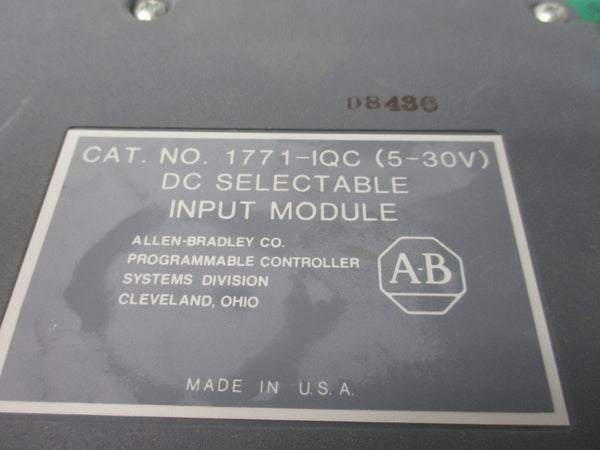 D8436
CAT. NO. 1771-IQC (5-30V)
DC SELECTABLE
INPUT MODULE
ALLEN-BRADLEY CO.
PROGRAMMABLE CONTROLLER
SYSTEMS DIVISION
CLEVELAND, OHIO
A-B
MADE IN U.S.A.